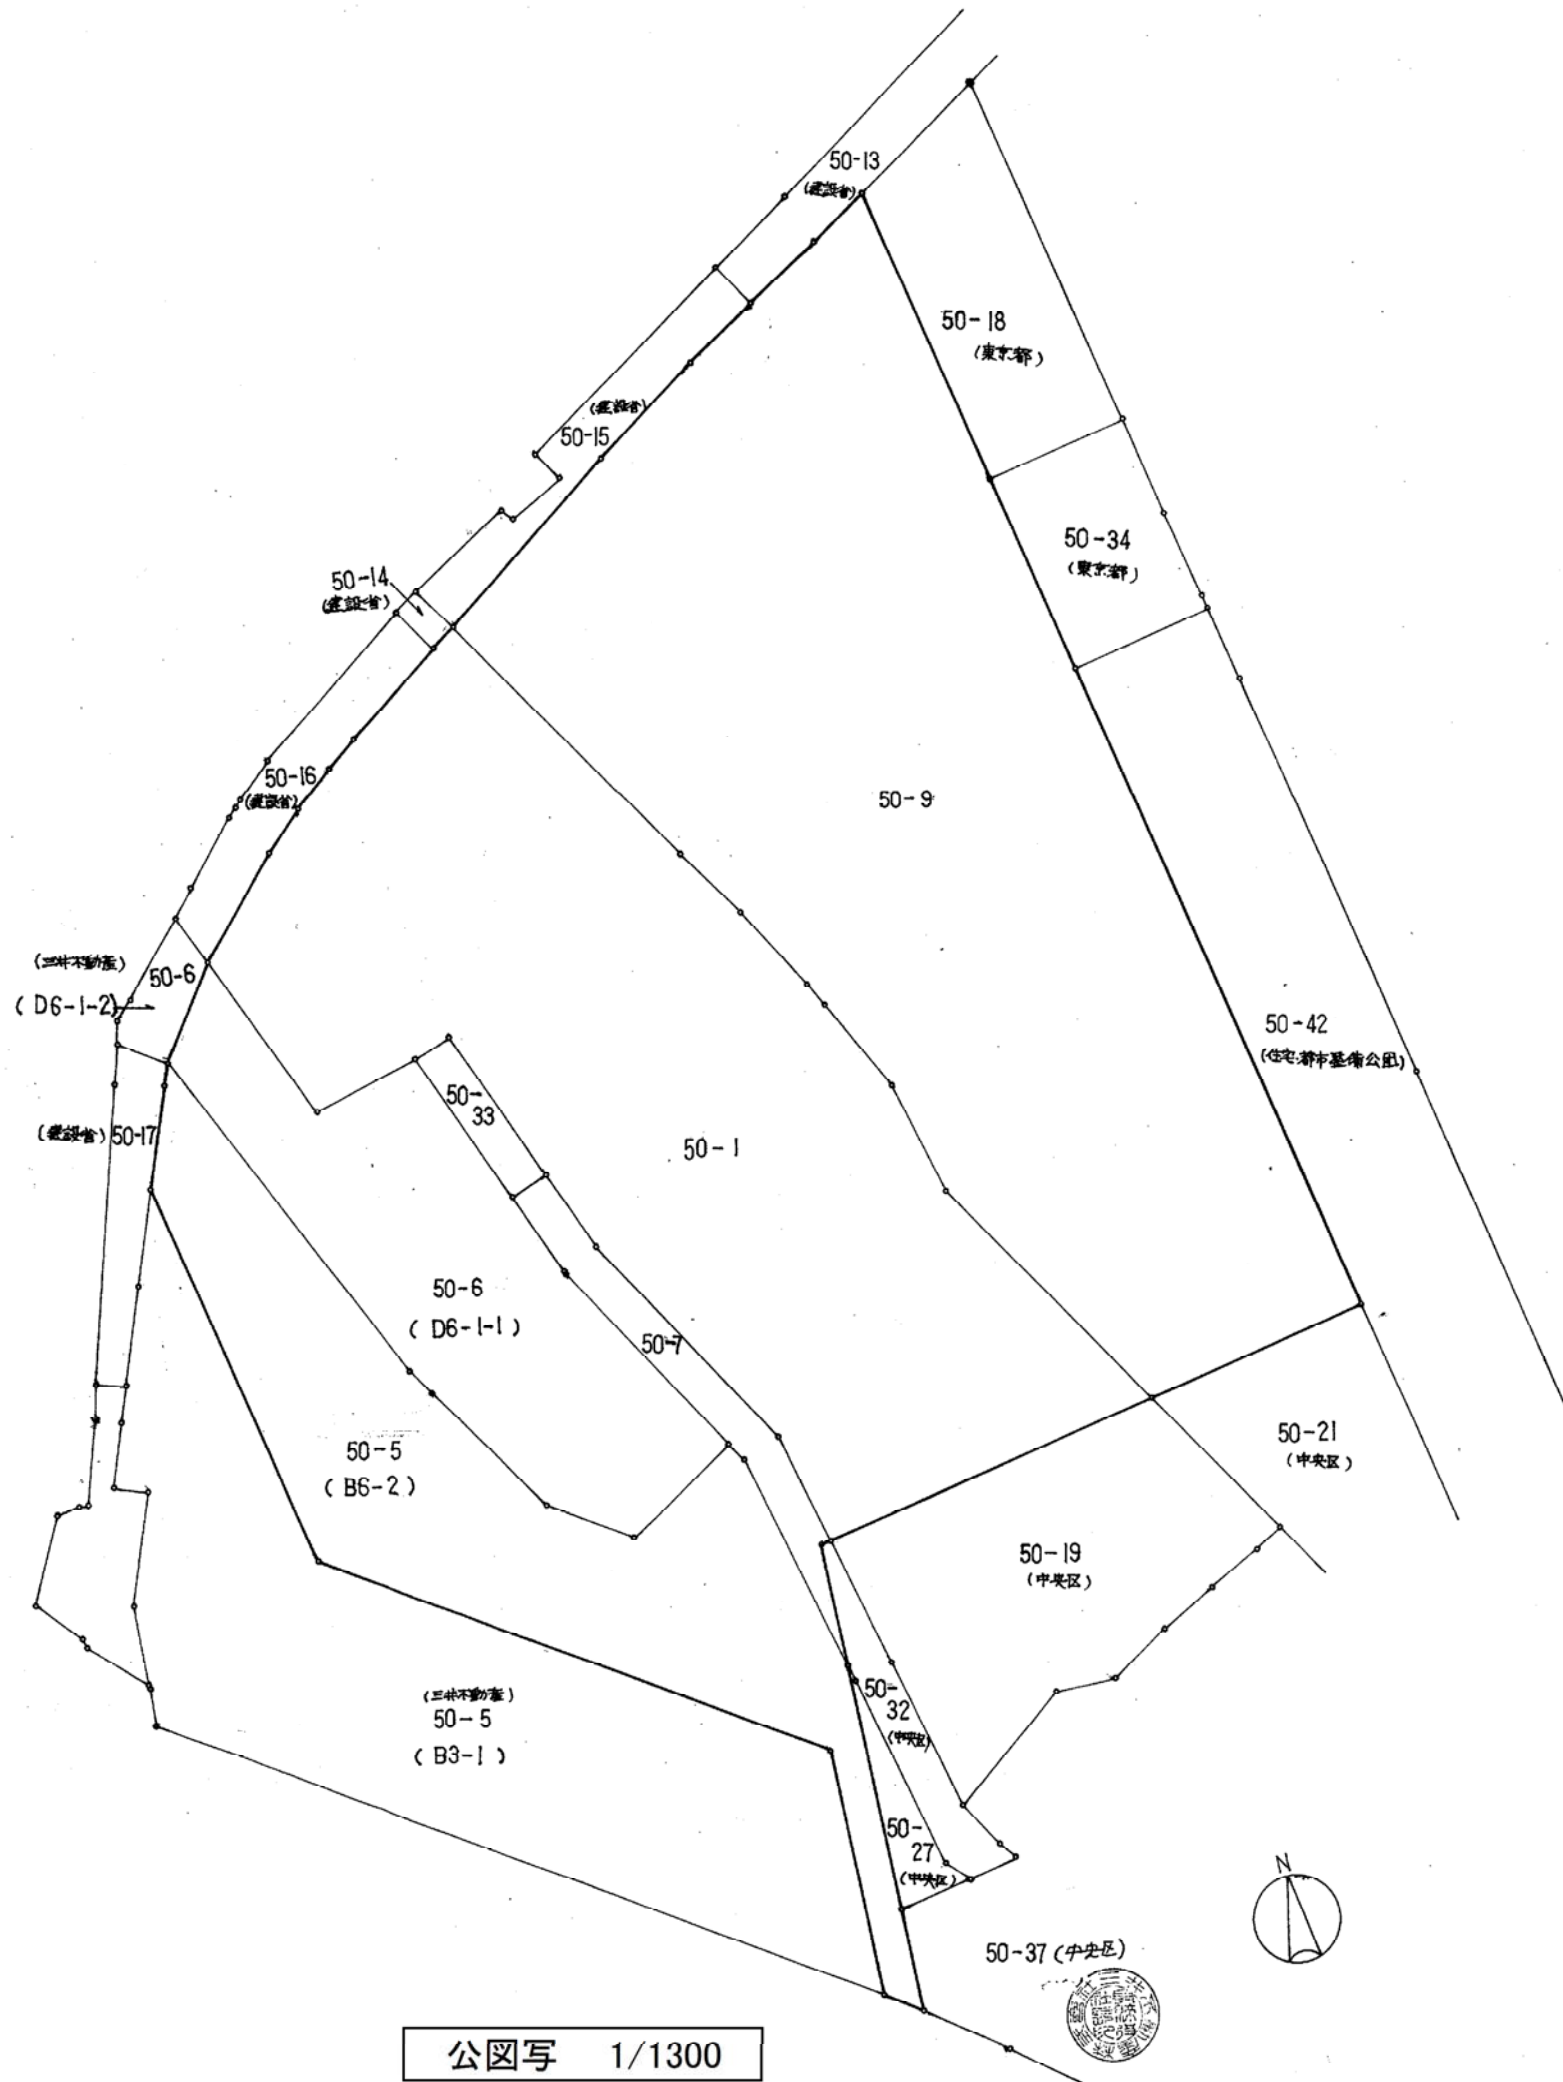 50-13
(建設省)
50-18
(東京都)
(建設省)
50-15
50-34
(東京都)
50-14
(建設省)
50-16
(建設省)
50-9
(三井不動産)
50-6
(D6-1-2)
50-42
(住宅・都市整備公団)
50-
33
(建設省) 50-17
50-1
50-6
(D6-1-1)
50-7
50-21
(中央区)
50-5
(B6-2)
50-19
(中央区)
50-
32
(中央区)
(三井不動産)
50-5
(B3-1)
50-
27
(中央区)
N
50-37 (中央区)
公図写 1/1300